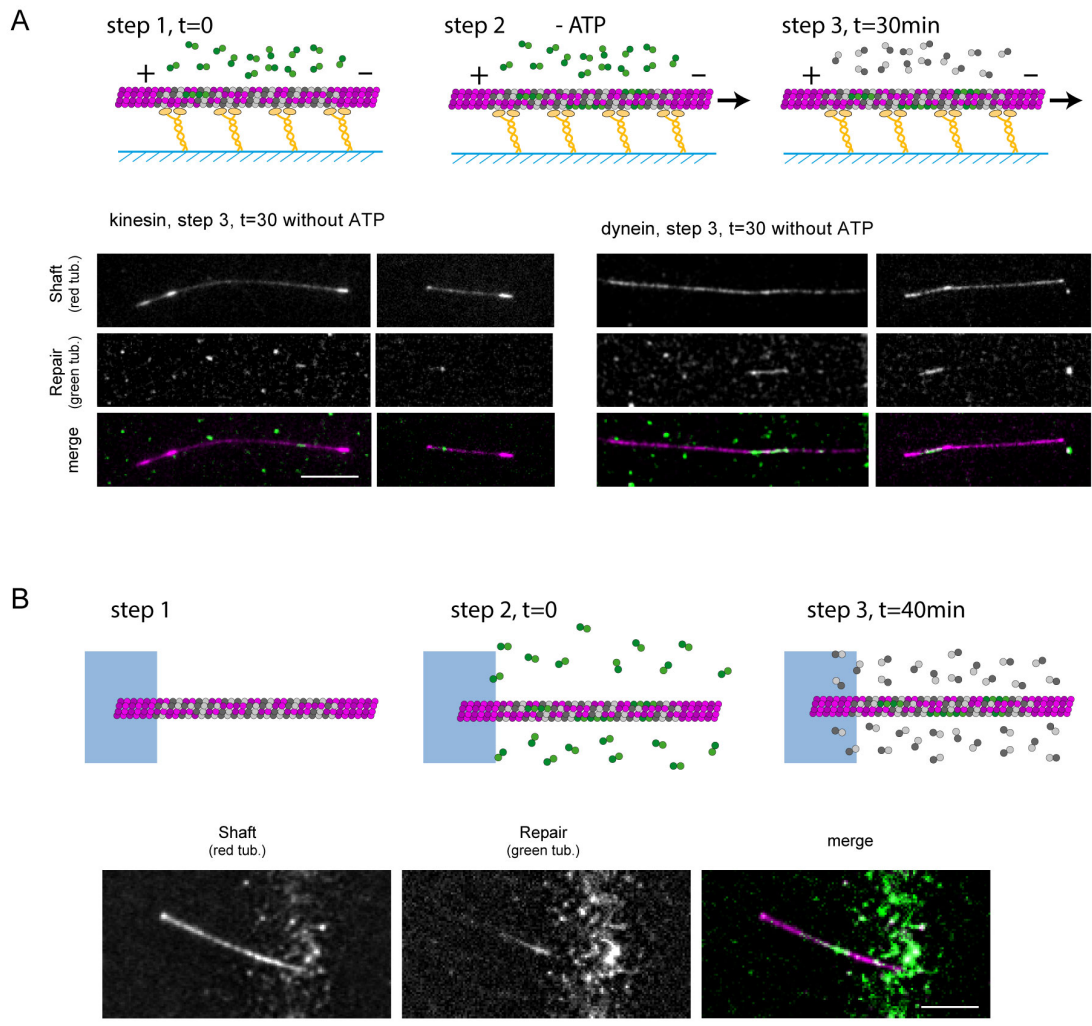 A
step 1, t=0
step 2 - ATP
step 3, t=30min
+ –
+ –
+ –
kinesin, step 3, t=30 without ATP
dynein, step 3, t=30 without ATP
Shaft
(red tub.)
Repair
(green tub.)
merge
B
step 1
step 2, t=0
step 3, t=40min
Shaft
(red tub.)
Repair
(green tub.)
merge